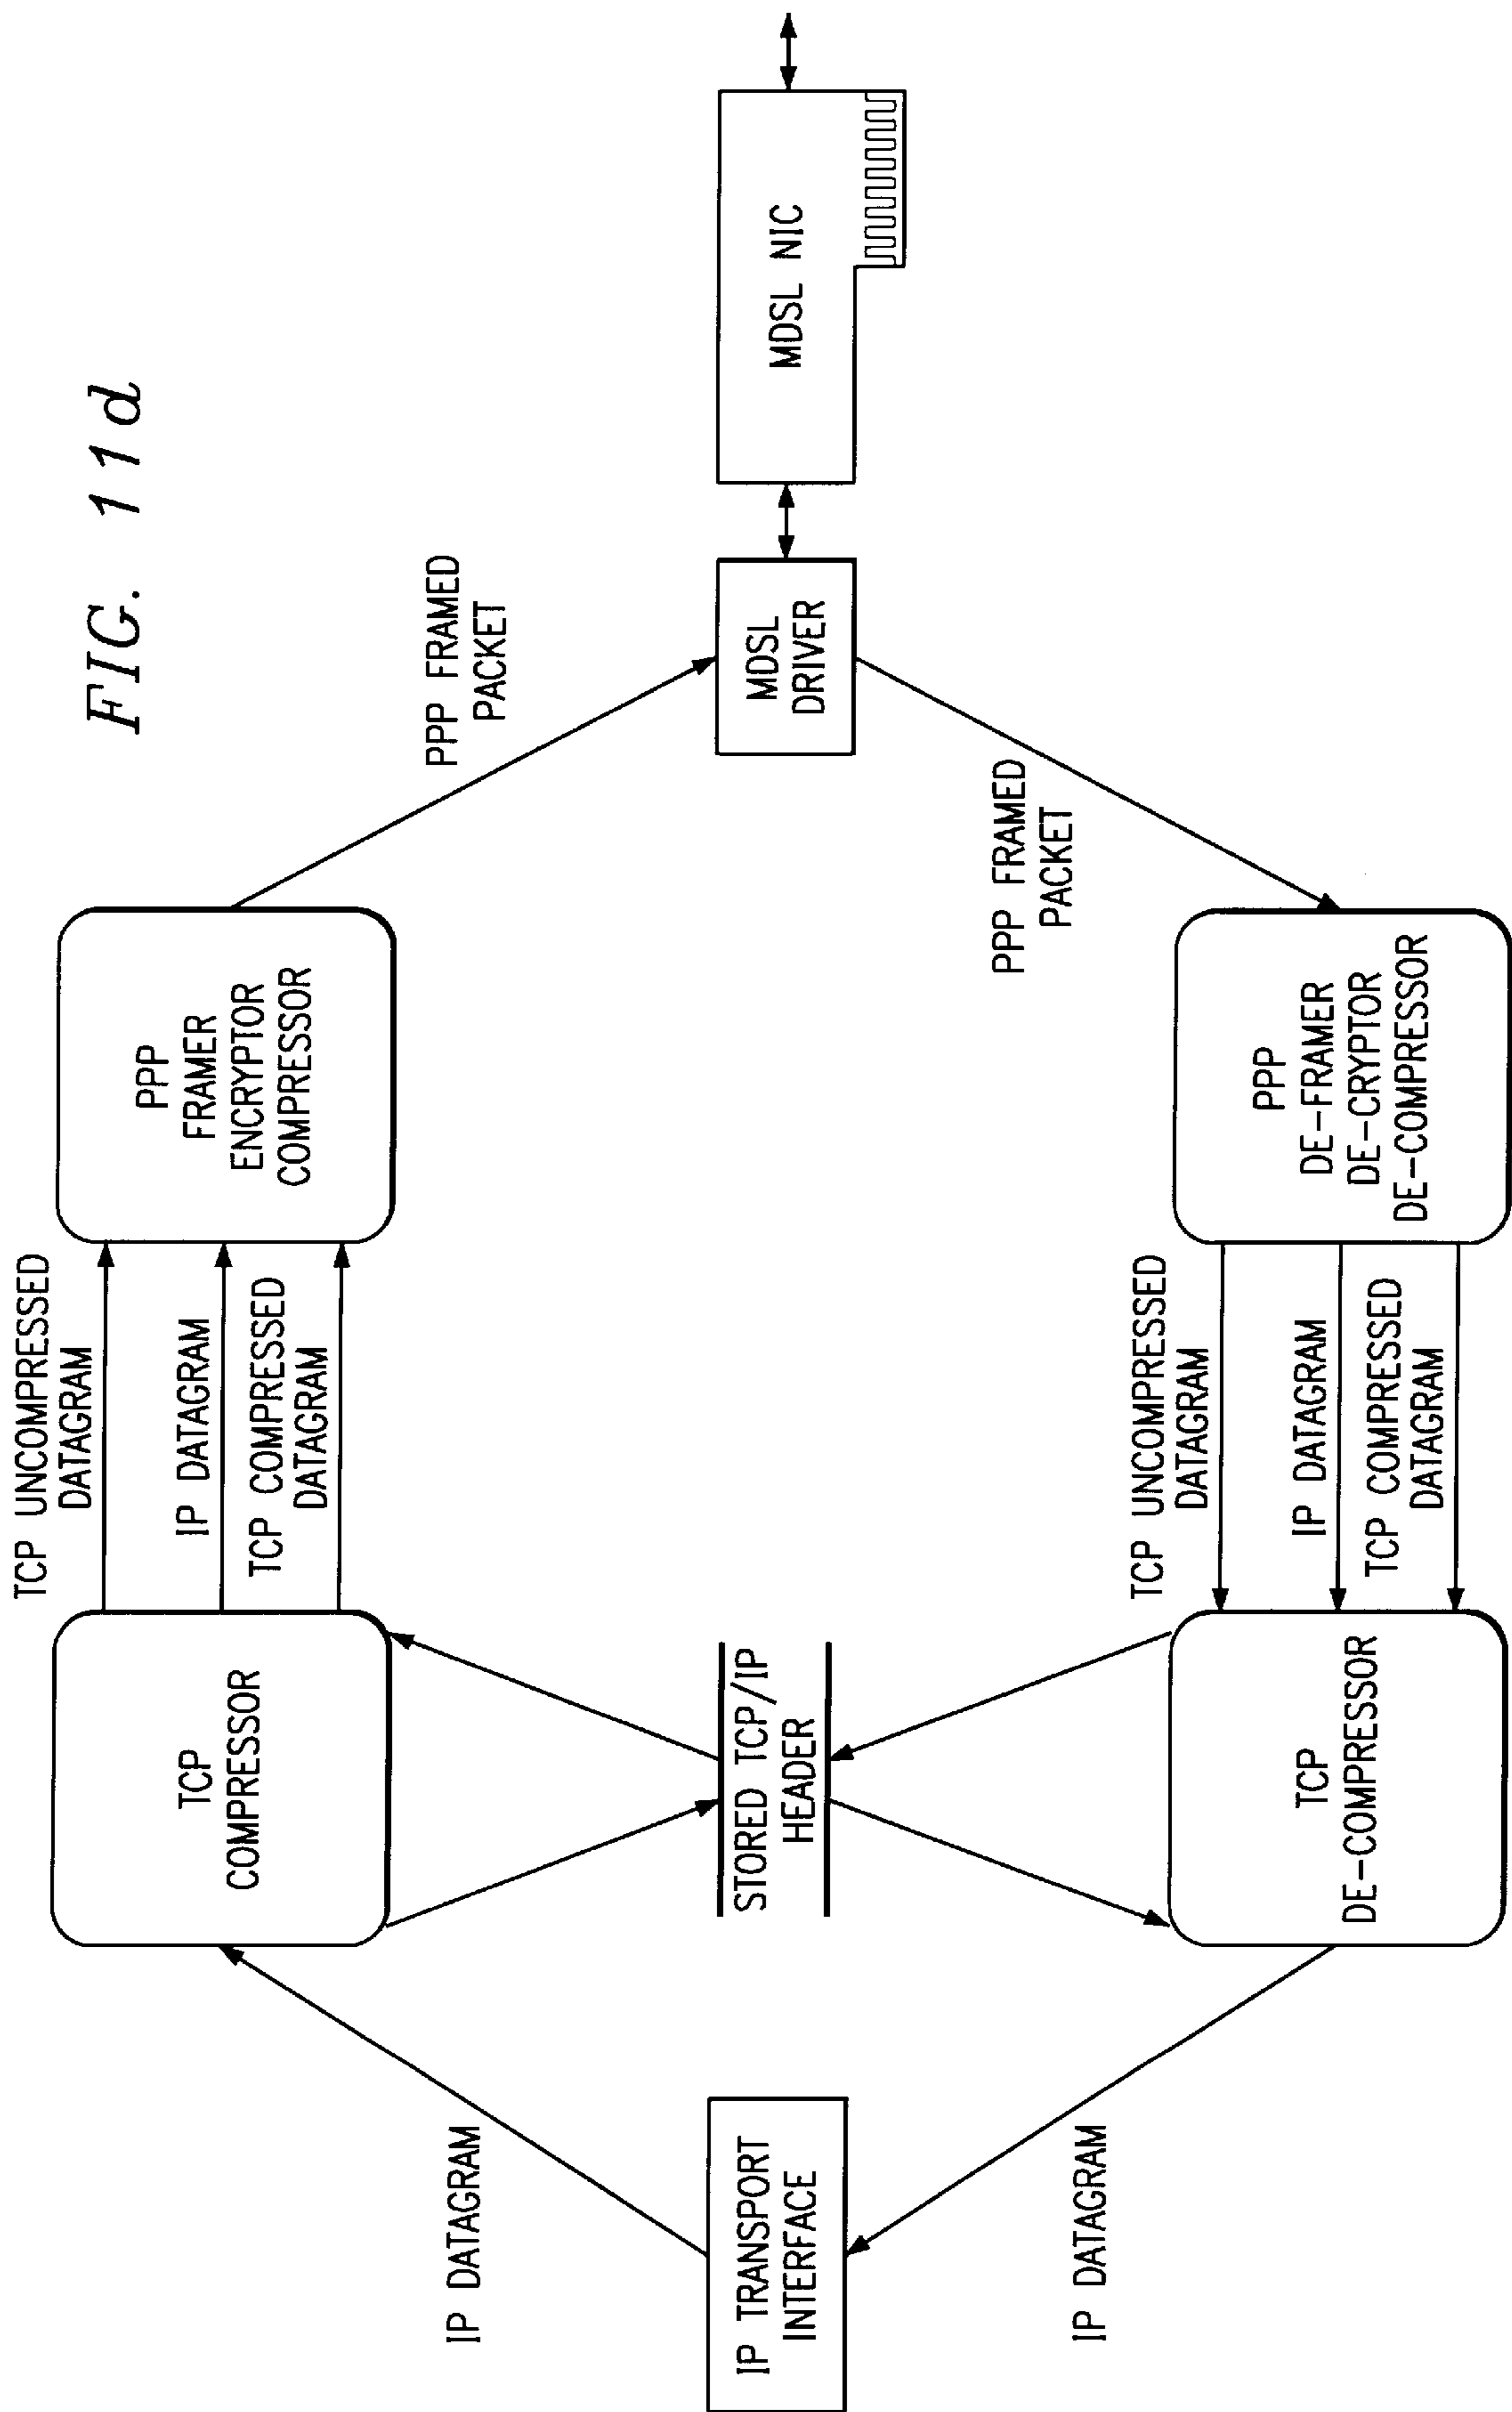 FIG. 11d
IP TRANSPORT
INTERFACE
IP DATAGRAM
TCP
COMPRESSOR
STORED TCP/IP
HEADER
TCP UNCOMPRESSED
DATAGRAM
IP DATAGRAM
TCP COMPRESSED
DATAGRAM
PPP
FRAMER
ENCRYPTOR
COMPRESSOR
PPP FRAMED
PACKET
MDSL
DRIVER
MDSL NIC
PPP FRAMED
PACKET
PPP
DE-FRAMER
DE-CRYPTOR
DE-COMPRESSOR
TCP UNCOMPRESSED
DATAGRAM
IP DATAGRAM
TCP COMPRESSED
DATAGRAM
TCP
DE-COMPRESSOR
IP DATAGRAM